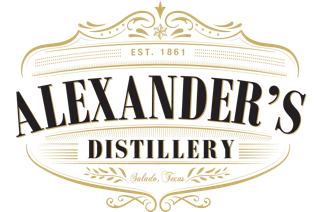 EST. 1861
ALEXANDER'S
DISTILLERY
Salado, Texas